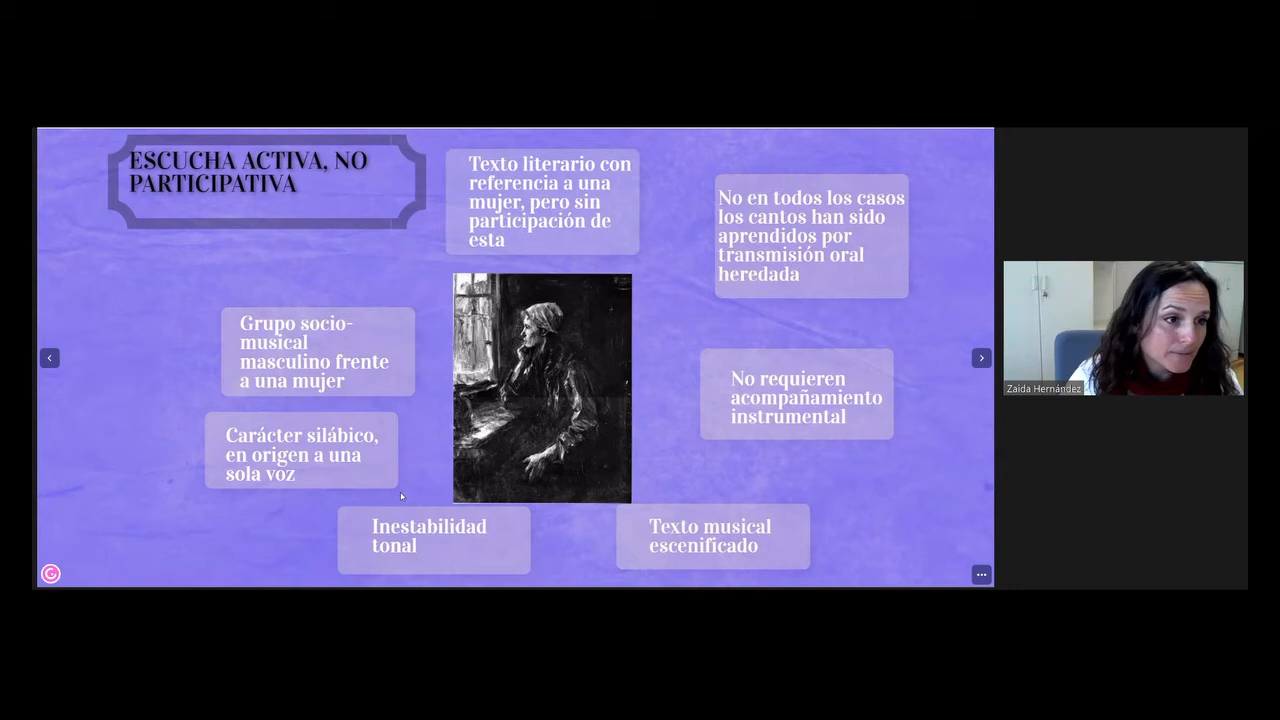 ESCUCHA ACTIVA, NO
PARTICIPATIVA
Texto literario con
referencia a una
mujer, pero sin
participación de
esta
No en todos los casos
los cantos han sido
aprendidos por
transmisión oral
heredada
Grupo socio-
musical
masculino frente
a una mujer
No requieren
acompañamiento
instrumental
Carácter silábico,
en origen a una
sola voz
Inestabilidad
tonal
Texto musical
escenificado
Zaida Hernández